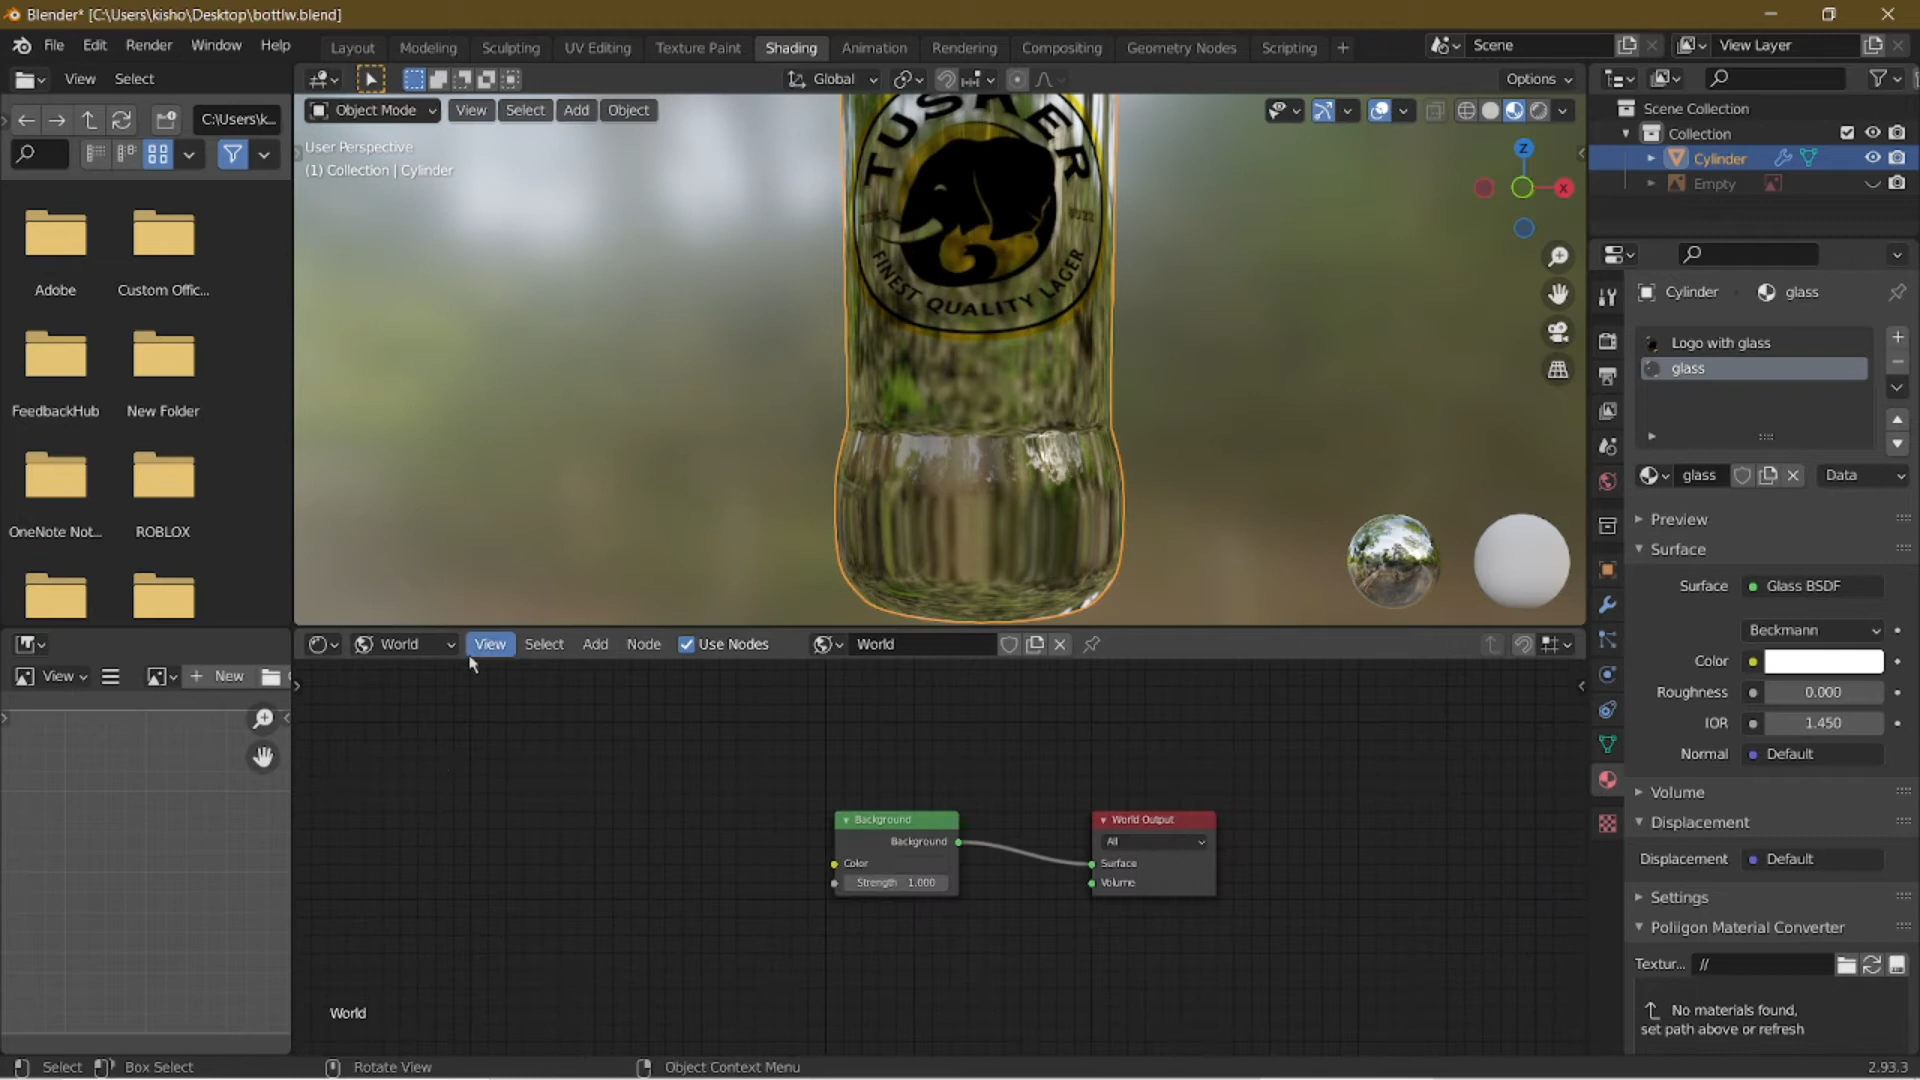 Blender* [C:\Users\kisho\Desktop\bottlw.blend]
File Edit Render Window Help
Layout Modeling Sculpting UV Editing Texture Paint Shading Animation Rendering Compositing Geometry Nodes Scripting +
Scene
View Layer
View Select
Global
Options
C:\Users\k...
Object Mode View Select Add Object
User Perspective
(1) Collection | Cylinder
TUSKER
FINEST QUALITY LAGER
Z
X
Scene Collection
Collection
Cylinder
Empty
Adobe
Custom Offic...
FeedbackHub
New Folder
OneNote Not...
ROBLOX
Cylinder
glass
Logo with glass
glass
glass
Data
Preview
Surface
Surface Glass BSDF
Beckmann
Color
Roughness 0.000
IOR 1.450
Normal Default
Volume
Displacement
Displacement Default
Settings
Poliigon Material Converter
Textur... //
No materials found,
set path above or refresh
World View Select Add Node Use Nodes World
View + New
Background
Background
Color
Strength 1.000
World Output
All
Surface
Volume
World
Select Box Select Rotate View Object Context Menu 2.93.3